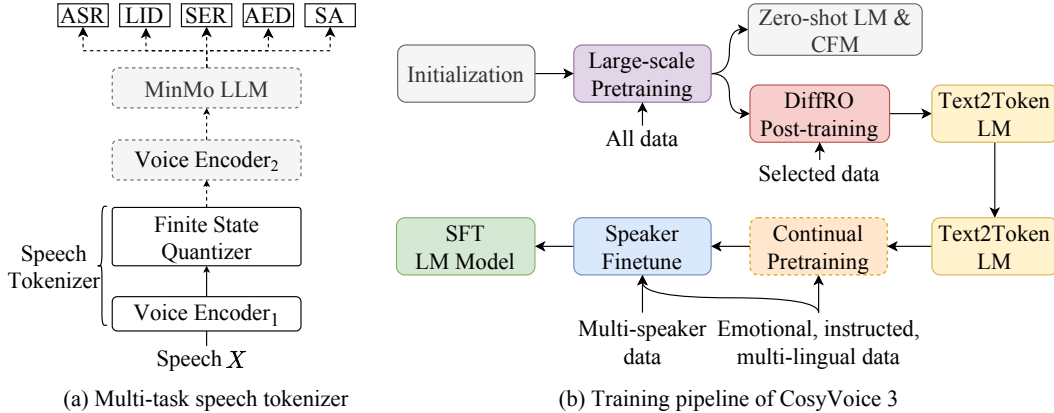 ASR LID SER AED SA
MinMo LLM
Voice Encoder₂
Finite State
Quantizer
Speech
Tokenizer
Voice Encoder₁
Speech X
(a) Multi-task speech tokenizer
Initialization
Large-scale
Pretraining
All data
Zero-shot LM &
CFM
DiffRO
Post-training
Selected data
Text2Token
LM
Text2Token
LM
Continual
Pretraining
Speaker
Finetune
SFT
LM Model
Multi-speaker
data
Emotional, instructed,
multi-lingual data
(b) Training pipeline of CosyVoice 3